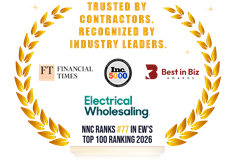 TRUSTED BY
CONTRACTORS.
RECOGNIZED BY
INDUSTRY LEADERS.
FT FINANCIAL
TIMES
Inc.
5000
Best in Biz
AWARDS
Electrical
Wholesaling.
NNC RANKS #77 IN EW'S
TOP 100 RANKING 2026